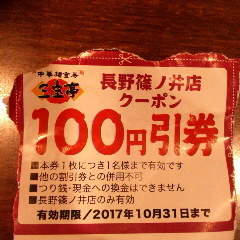 中華猪食房
三宝亭
長野篠ノ井店
クーポン
100円引券
■本券1枚につき1名様まで有効です
■他の割引券との併用不可
■つり銭・現金への換金はできません
■長野篠ノ井店のみ有効
有効期限/2017年10月31日まで